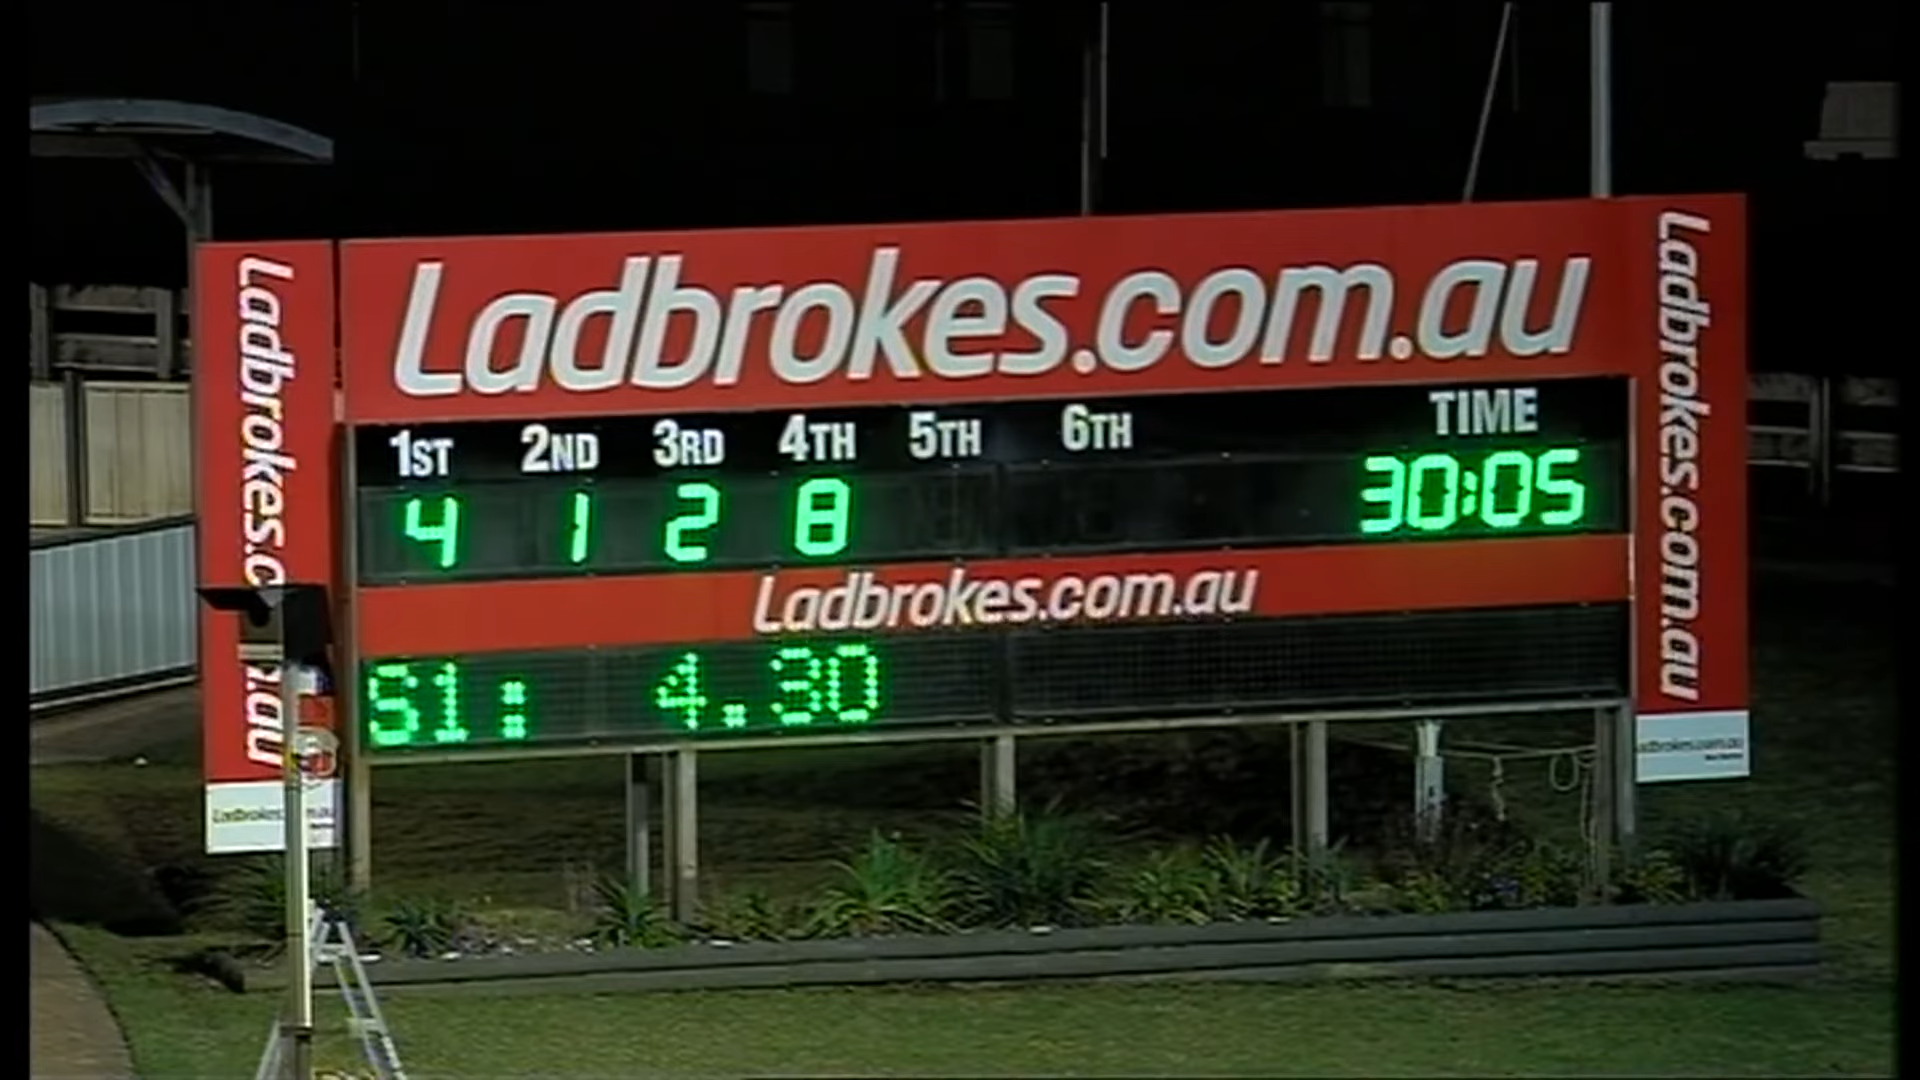 Ladbrokes.com.au
1ST 2ND 3RD 4TH 5TH 6TH TIME
4 1 2 8 30:05
Ladbrokes.com.au
S1: 4.30
Ladbrokes.c
.au
Ladbrokes.com.au